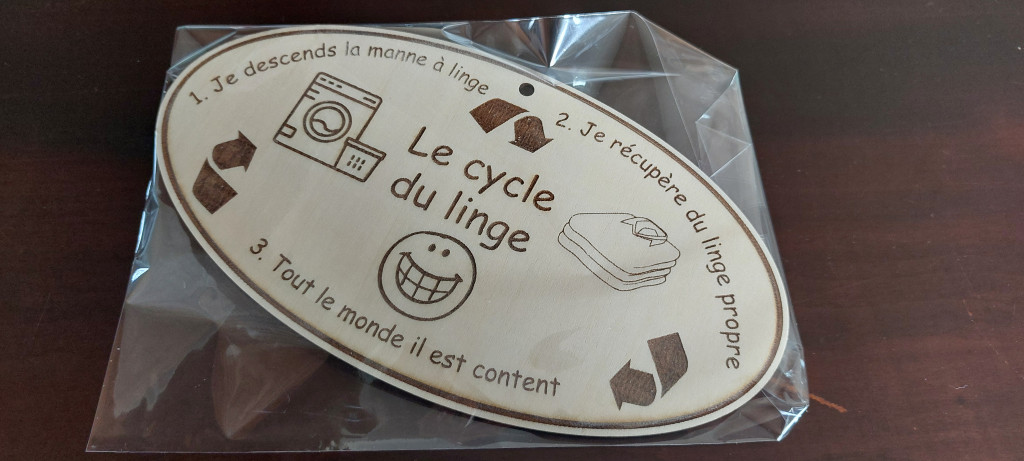 1. Je descends la manne à linge
2. Je récupère du linge propre
Le cycle
du linge
3. Tout le monde il est content